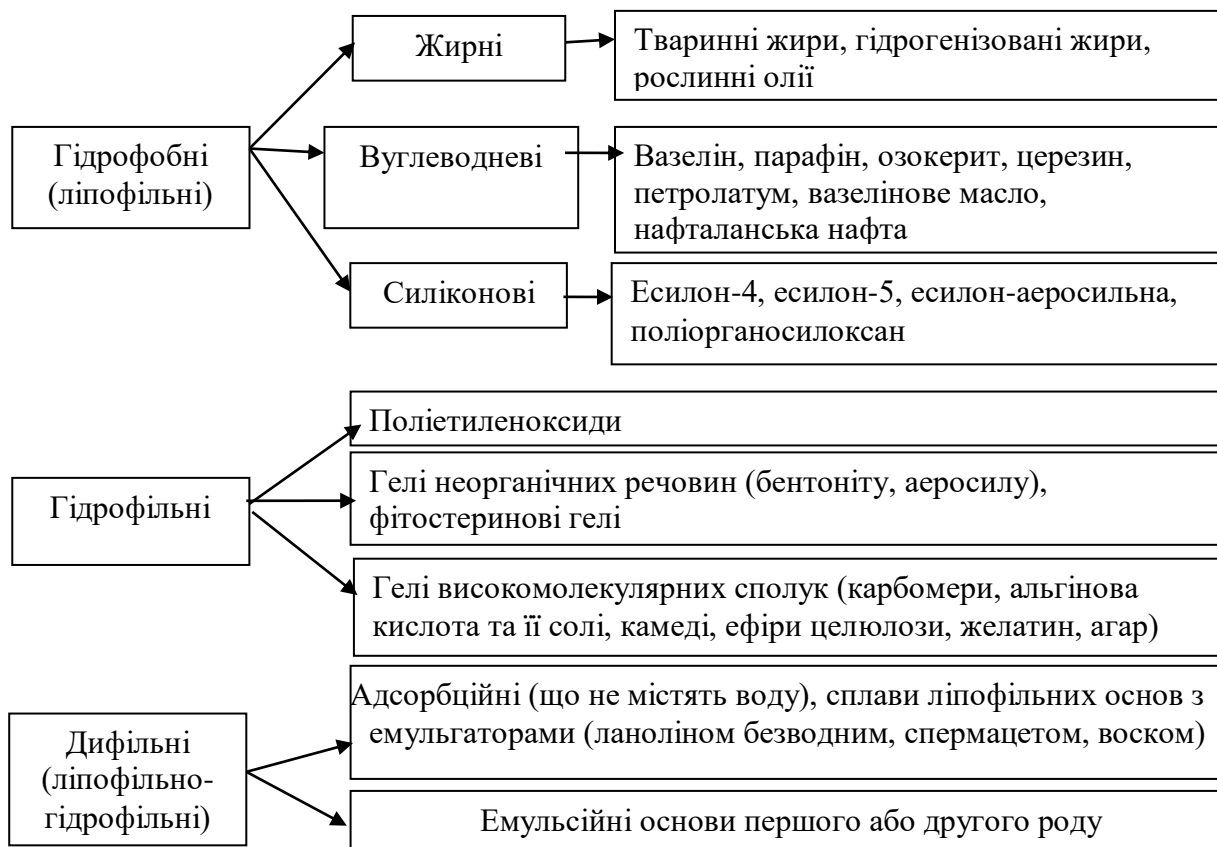 Жирні
Тваринні жири, гідрогенізовані жири,
рослинні олії
Гідрофобні
(ліпофільні)
Вуглеводневі
Вазелін, парафін, озокерит, церезин,
петролатум, вазелінове масло,
нафталанська нафта
Силіконові
Есилон-4, есилон-5, есилон-аеросильна,
поліорганосилоксан
Поліетиленоксиди
Гідрофільні
Гелі неорганічних речовин (бентоніту, аеросилу),
фітостеринові гелі
Гелі високомолекулярних сполук (карбомери, альгінова
кислота та її солі, камеді, ефіри целюлози, желатин, агар)
Дифільні
(ліпофільно-
гідрофільні)
Адсорбційні (що не містять воду), сплави ліпофільних основ з
емульгаторами (ланоліном безводним, спермацетом, воском)
Емульсійні основи першого або другого роду